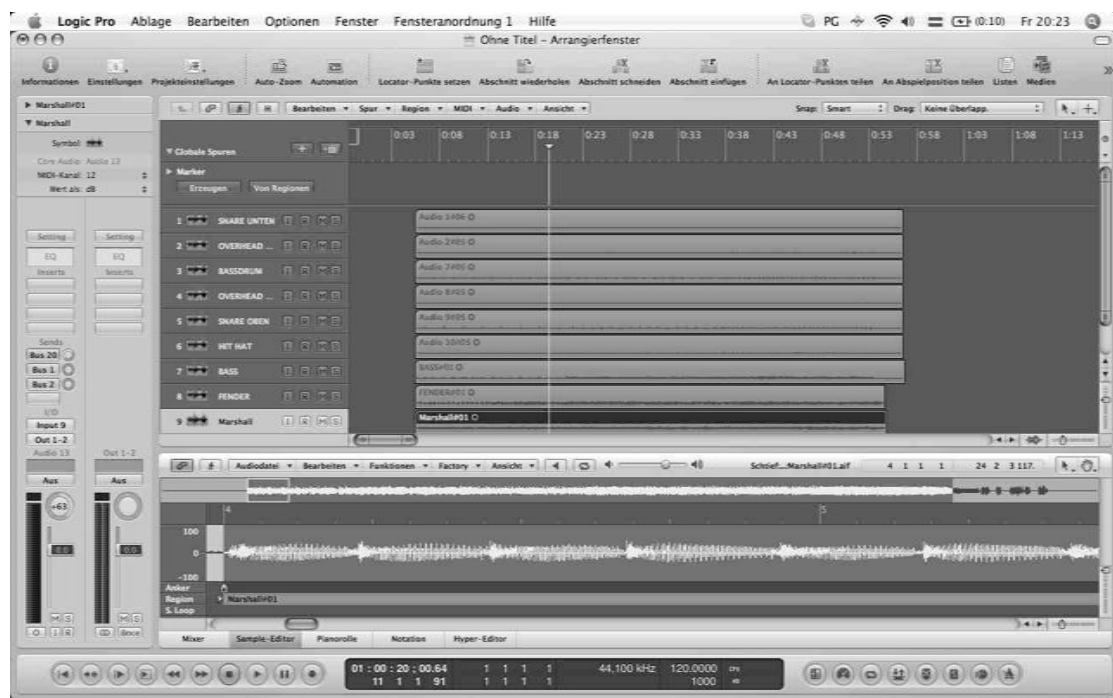 Logic Pro Ablage Bearbeiten Optionen Fenster Fensteranordnung 1 Hilfe PG (0:10) Fr 20:23
Ohne Titel – Arrangierfenster
Informationen Einstellungen Projekteinstellungen Auto-Zoom Automation Locator-Punkte setzen Abschnitt wiederholen Abschnitt schneiden Abschnitt einfügen An Locator-Punkten teilen An Abspielposition teilen Listen Medien
Marshall#01
Bearbeiten Spur Region MIDI Audio Ansicht Snap: Smart Drag: Keine Überlapp.
Marshall
Symbol:
Core Audio: Audio 13
MIDI-Kanal: 12
Wert als: dB
0:03 0:08 0:13 0:18 0:23 0:28 0:33 0:38 0:43 0:48 0:53 0:58 1:03 1:08 1:13
Globale Spuren
Marker
Erzeugen Von Regionen
1 SNARE UNTEN I R M S
2 OVERHEAD ... I R M S
3 BASSDRUM I R M S
4 OVERHEAD ... I R M S
5 SNARE OBEN I R M S
6 HIT HAT I R M S
7 BASS I R M S
8 FENDER I R M S
9 Marshall I R M S
Audio 1#06
Audio 2#05
Audio 7#05
Audio 8#05
Audio 9#05
Audio 10#05
BASS#01
FENDER#01
Marshall#01
Setting Setting
EQ EQ
Inserts Inserts
Sends
Bus 20
Bus 1
Bus 2
I/O
Input 9
Out 1-2
Audio 13 Out 1-2
Aus Aus
+63
0.0 0.0
M S M S
I R Bnce
Audiodatei Bearbeiten Funktionen Factory Ansicht 4 1 1 1 24 2 3 117.
4 5
100
0
-100
Anker
Region Marshall#01
S. Loop
Mixer Sample-Editor Pianorolle Notation Hyper-Editor
01 : 00 : 20 : 00.64 1 1 1 1 44,100 kHz 120.0000
11 1 1 91 1 1 1 1 1000